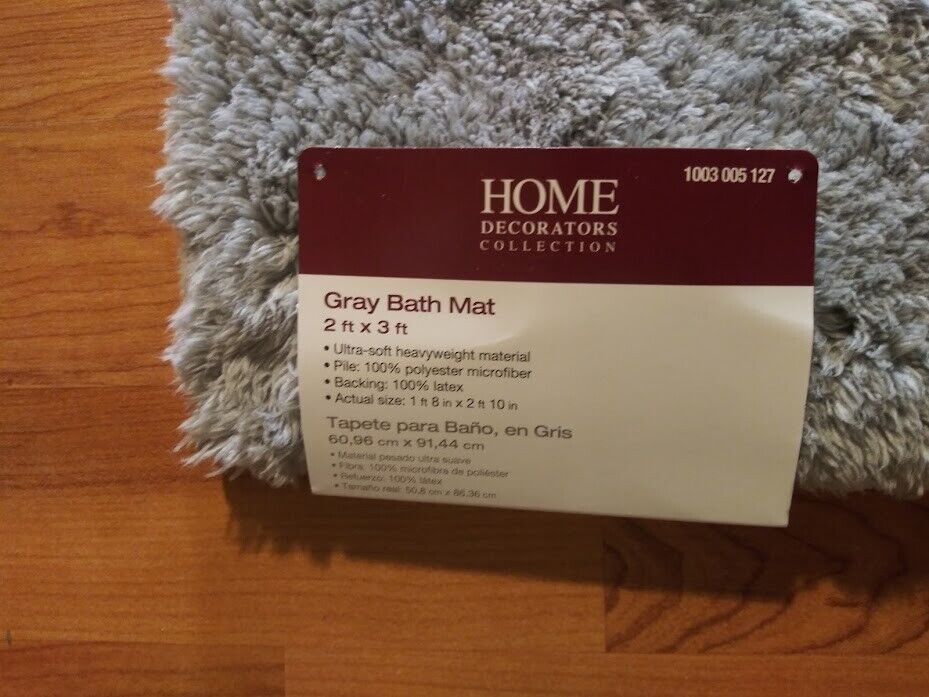 1003 005 127
HOME
DECORATORS
COLLECTION
Gray Bath Mat
2 ft x 3 ft
• Ultra-soft heavyweight material
• Pile: 100% polyester microfiber
• Backing: 100% latex
• Actual size: 1 ft 8 in x 2 ft 10 in
Tapete para Baño, en Gris
60,96 cm x 91,44 cm
• Material pesado ultra suave
• Fibra: 100% microfibra de poliéster
• Refuerzo: 100% látex
• Tamaño real: 50,8 cm x 86,36 cm